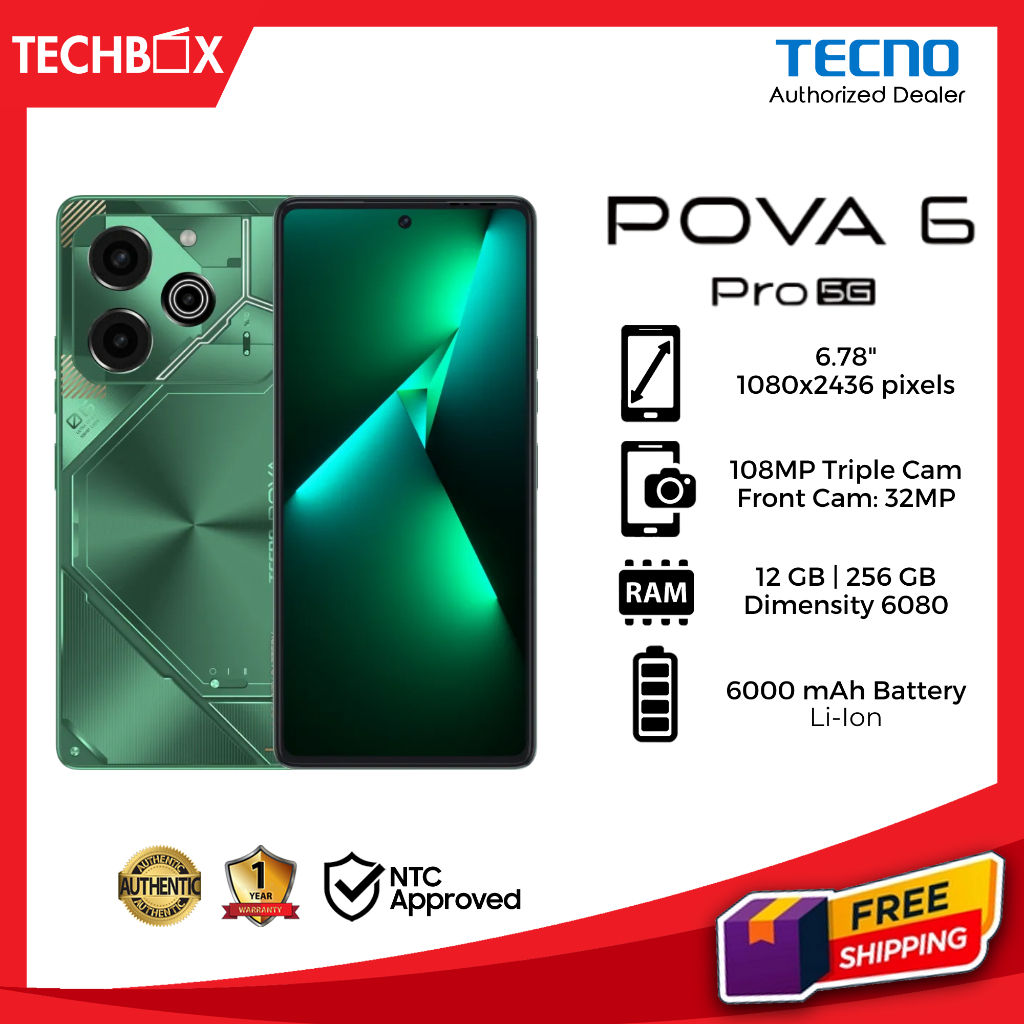 TECHBOX
TECNO
Authorized Dealer
POVA 6
Pro 5G
6.78"
1080x2436 pixels
108MP Triple Cam
Front Cam: 32MP
RAM
12 GB | 256 GB
Dimensity 6080
6000 mAh Battery
Li-Ion
AUTHENTIC
AUTHENTIC
AUTHENTIC
1
YEAR
WARRANTY
NTC
Approved
FREE
SHIPPING